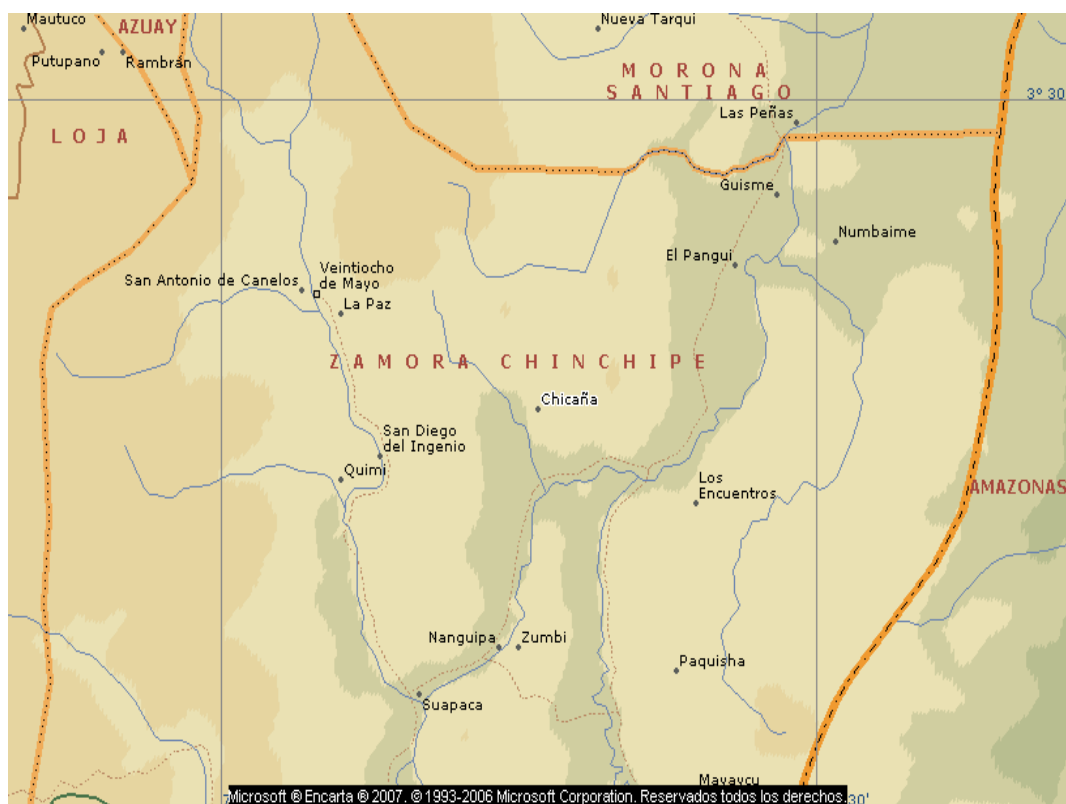 Mautuco
AZUAY
Nueva Tarqui
Putupano
Rambran
MORONA
SANTIAGO
3° 30
Las Peñas
LOJA
Guisme
Numbaime
El Pangui
San Antonio de Canelos
Veintiocho
de Mayo
La Paz
ZAMORA CHINCHIPE
Chicaña
San Diego
del Ingenio
Quimi
Los
Encuentros
AMAZONAS
Nanguipa
Zumbi
Paquisha
Suapaca
Mayaycu
Microsoft ® Encarta ® 2007. © 1993-2006 Microsoft Corporation. Reservados todos los derechos.
30'